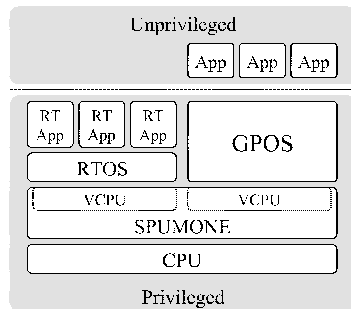 Unprivileged
App App App
RT App RT App RT App
GPOS
RTOS
VCPU VCPU
SPUMONE
CPU
Privileged